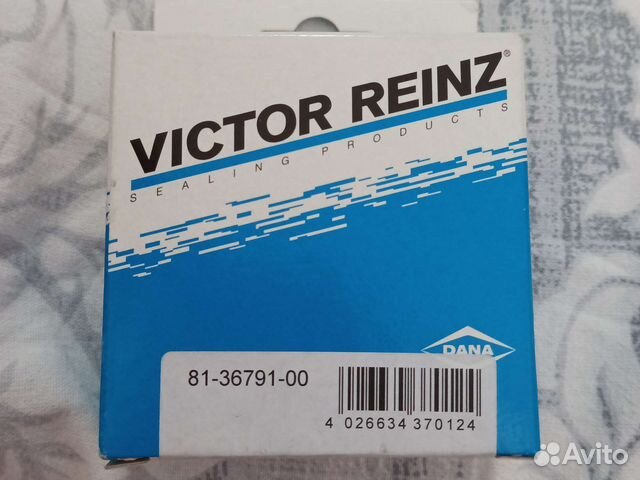 VICTOR REINZ®
SEALING PRODUCTS
DANA
81-36791-00
4 026634 370124
Avito